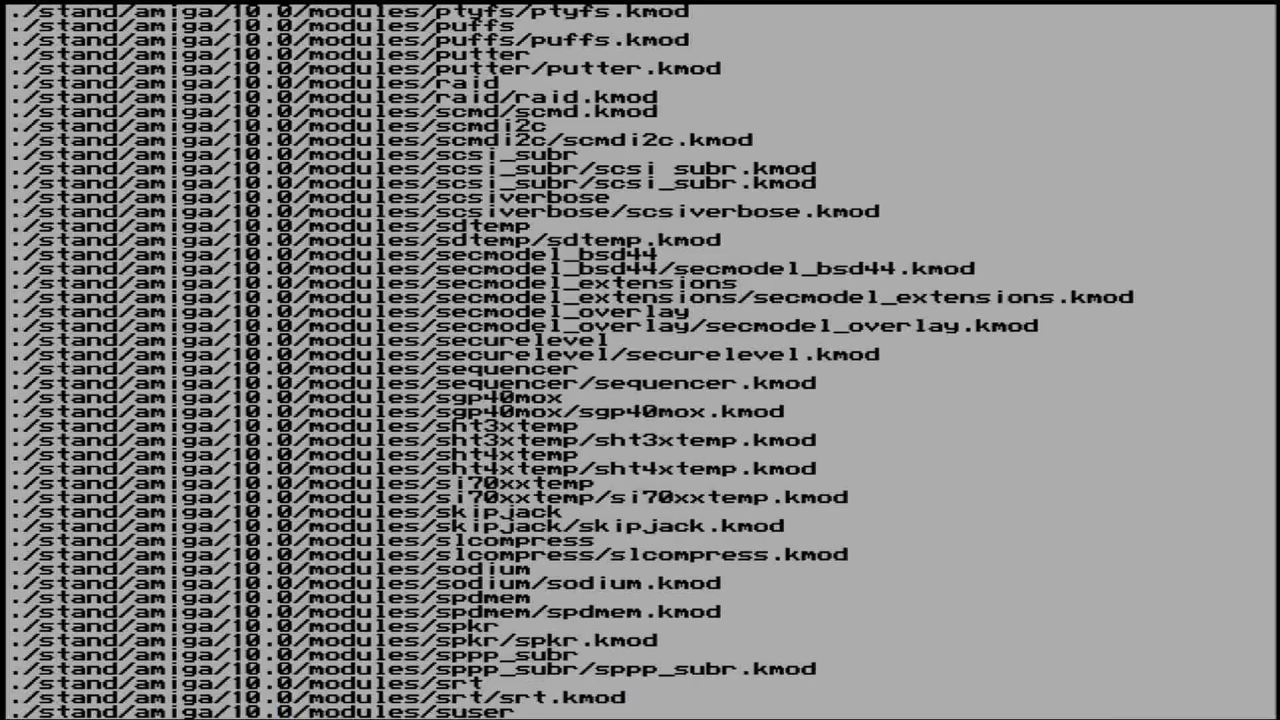 ./stand/amiga/10.0/modules/ptyfs/ptyfs.kmod
./stand/amiga/10.0/modules/puffs
./stand/amiga/10.0/modules/puffs/puffs.kmod
./stand/amiga/10.0/modules/putter
./stand/amiga/10.0/modules/putter/putter.kmod
./stand/amiga/10.0/modules/raid
./stand/amiga/10.0/modules/raid/raid.kmod
./stand/amiga/10.0/modules/scmd/scmd.kmod
./stand/amiga/10.0/modules/scmdi2c
./stand/amiga/10.0/modules/scmdi2c/scmdi2c.kmod
./stand/amiga/10.0/modules/scsi_subr
./stand/amiga/10.0/modules/scsi_subr/scsi_subr.kmod
./stand/amiga/10.0/modules/scsi_subr/scsi_subr.kmod
./stand/amiga/10.0/modules/scsiverbose
./stand/amiga/10.0/modules/scsiverbose/scsiverbose.kmod
./stand/amiga/10.0/modules/sdtemp
./stand/amiga/10.0/modules/sdtemp/sdtemp.kmod
./stand/amiga/10.0/modules/secmodel_bsd44
./stand/amiga/10.0/modules/secmodel_bsd44/secmodel_bsd44.kmod
./stand/amiga/10.0/modules/secmodel_extensions
./stand/amiga/10.0/modules/secmodel_extensions/secmodel_extensions.kmod
./stand/amiga/10.0/modules/secmodel_overlay
./stand/amiga/10.0/modules/secmodel_overlay/secmodel_overlay.kmod
./stand/amiga/10.0/modules/securelevel
./stand/amiga/10.0/modules/securelevel/securelevel.kmod
./stand/amiga/10.0/modules/sequencer
./stand/amiga/10.0/modules/sequencer/sequencer.kmod
./stand/amiga/10.0/modules/sgp40mox
./stand/amiga/10.0/modules/sgp40mox/sgp40mox.kmod
./stand/amiga/10.0/modules/sht3xtemp
./stand/amiga/10.0/modules/sht3xtemp/sht3xtemp.kmod
./stand/amiga/10.0/modules/sht4xtemp
./stand/amiga/10.0/modules/sht4xtemp/sht4xtemp.kmod
./stand/amiga/10.0/modules/si70xxtemp
./stand/amiga/10.0/modules/si70xxtemp/si70xxtemp.kmod
./stand/amiga/10.0/modules/skipjack
./stand/amiga/10.0/modules/skipjack/skipjack.kmod
./stand/amiga/10.0/modules/slcompress
./stand/amiga/10.0/modules/slcompress/slcompress.kmod
./stand/amiga/10.0/modules/sodium
./stand/amiga/10.0/modules/sodium/sodium.kmod
./stand/amiga/10.0/modules/spdmem
./stand/amiga/10.0/modules/spdmem/spdmem.kmod
./stand/amiga/10.0/modules/spkr
./stand/amiga/10.0/modules/spkr/spkr.kmod
./stand/amiga/10.0/modules/sppp_subr
./stand/amiga/10.0/modules/sppp_subr/sppp_subr.kmod
./stand/amiga/10.0/modules/srt
./stand/amiga/10.0/modules/srt/srt.kmod
./stand/amiga/10.0/modules/suser